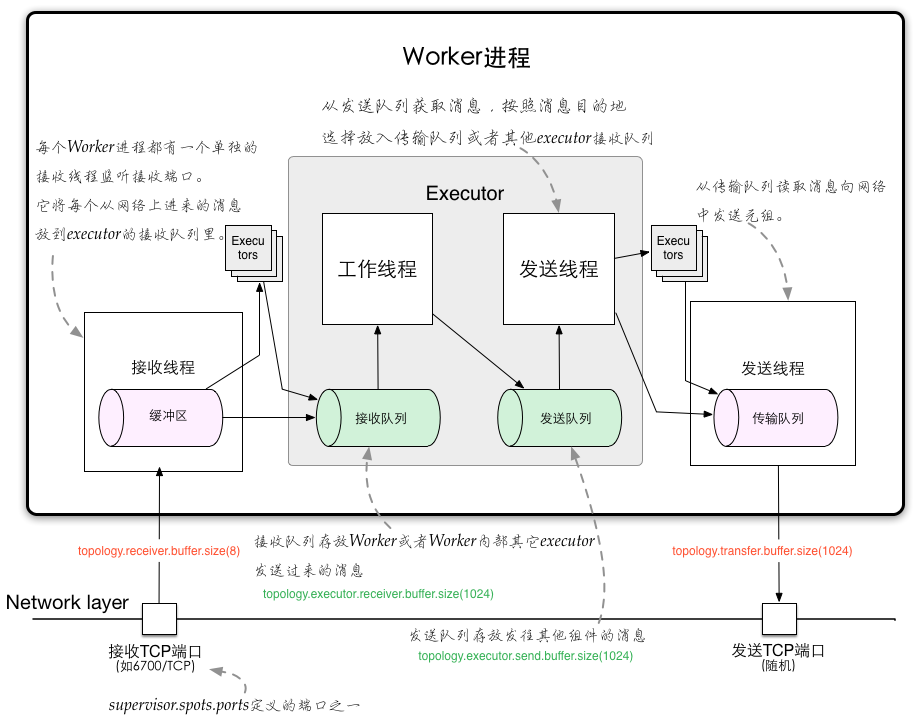 Worker进程
从发送队列获取消息，按照消息目的地
选择放入传输队列或者其他executor接收队列
每个Worker进程都有一个单独的
接收线程监听接收端口。
它将每个从网络上进来的消息
放到executor的接收队列里。
Execu
tors
Executor
工作线程
发送线程
Execu
tors
从传输队列读取消息向网络
中发送元组。
接收线程
缓冲区
接收队列
发送队列
发送线程
传输队列
接收队列存放Worker或者Worker内部其它executor
发送过来的消息
topology.executor.receiver.buffer.size(1024)
topology.receiver.buffer.size(8)
topology.transfer.buffer.size(1024)
Network layer
发送队列存放发往其他组件的消息
topology.executor.send.buffer.size(1024)
接收TCP端口
(如6700/TCP)
发送TCP端口
(随机)
supervisor.spots.ports定义的端口之一